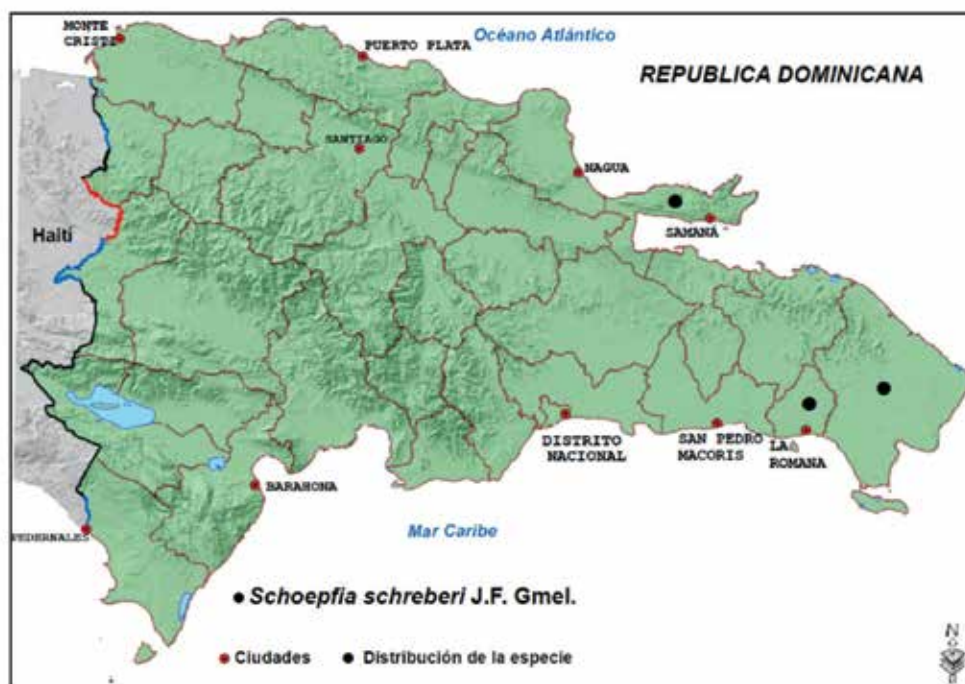 MONTE
CRISTI
Océano Atlántico
PUERTO PLATA
REPUBLICA DOMINICANA
SANTIAGO
NAGUA
SAMANÁ
Haití
DISTRITO
NACIONAL
SAN PEDRO
MACORIS
LA
ROMANA
BARAHONA
Mar Caribe
PEDERNALES
Schoepfia schreberi J.F. Gmel.
Ciudades
Distribución de la especie
N